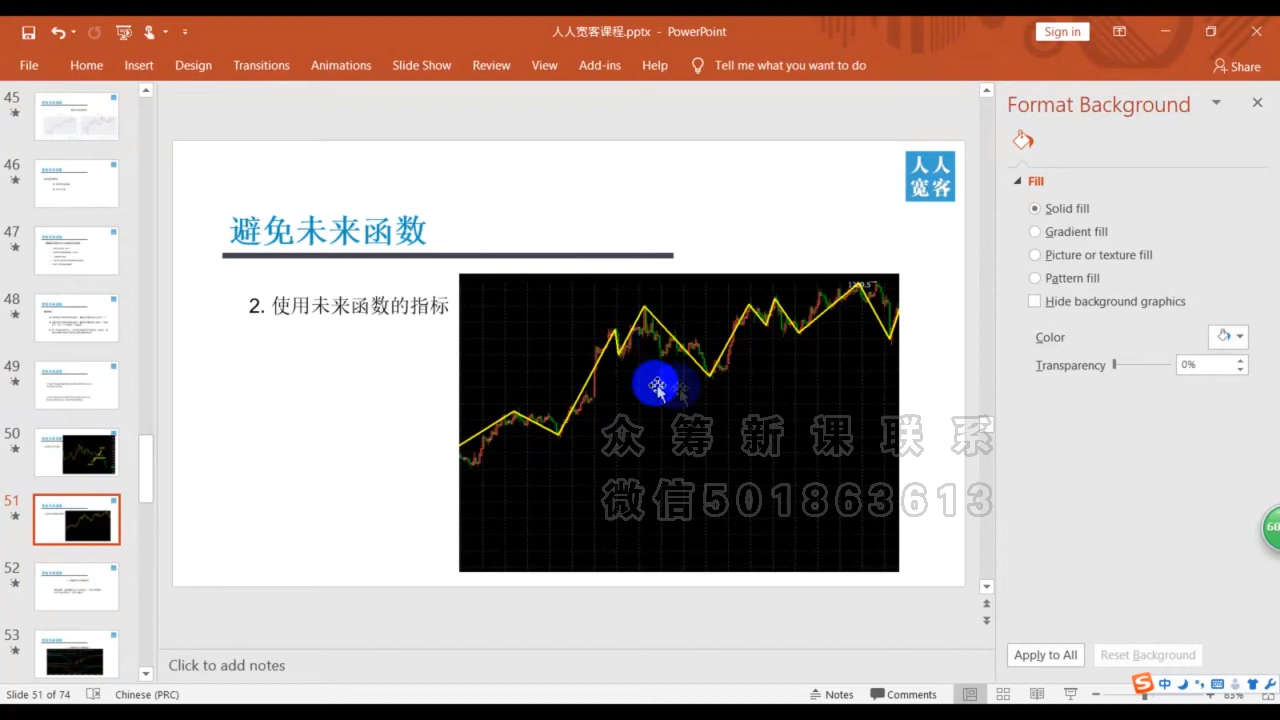 人人宽客课程.pptx - PowerPoint
Sign in
File Home Insert Design Transitions Animations Slide Show Review View Add-ins Help Tell me what you want to do
Share
45
46
47
48
49
50
51
52
53
人人
宽客
避免未来函数
2. 使用未来函数的指标
众筹新课联系
微信501863613
Format Background
Fill
Solid fill
Gradient fill
Picture or texture fill
Pattern fill
Hide background graphics
Color
Transparency
0%
Apply to All
Reset Background
60
Click to add notes
Slide 51 of 74
Chinese (PRC)
Notes
Comments
中
83%